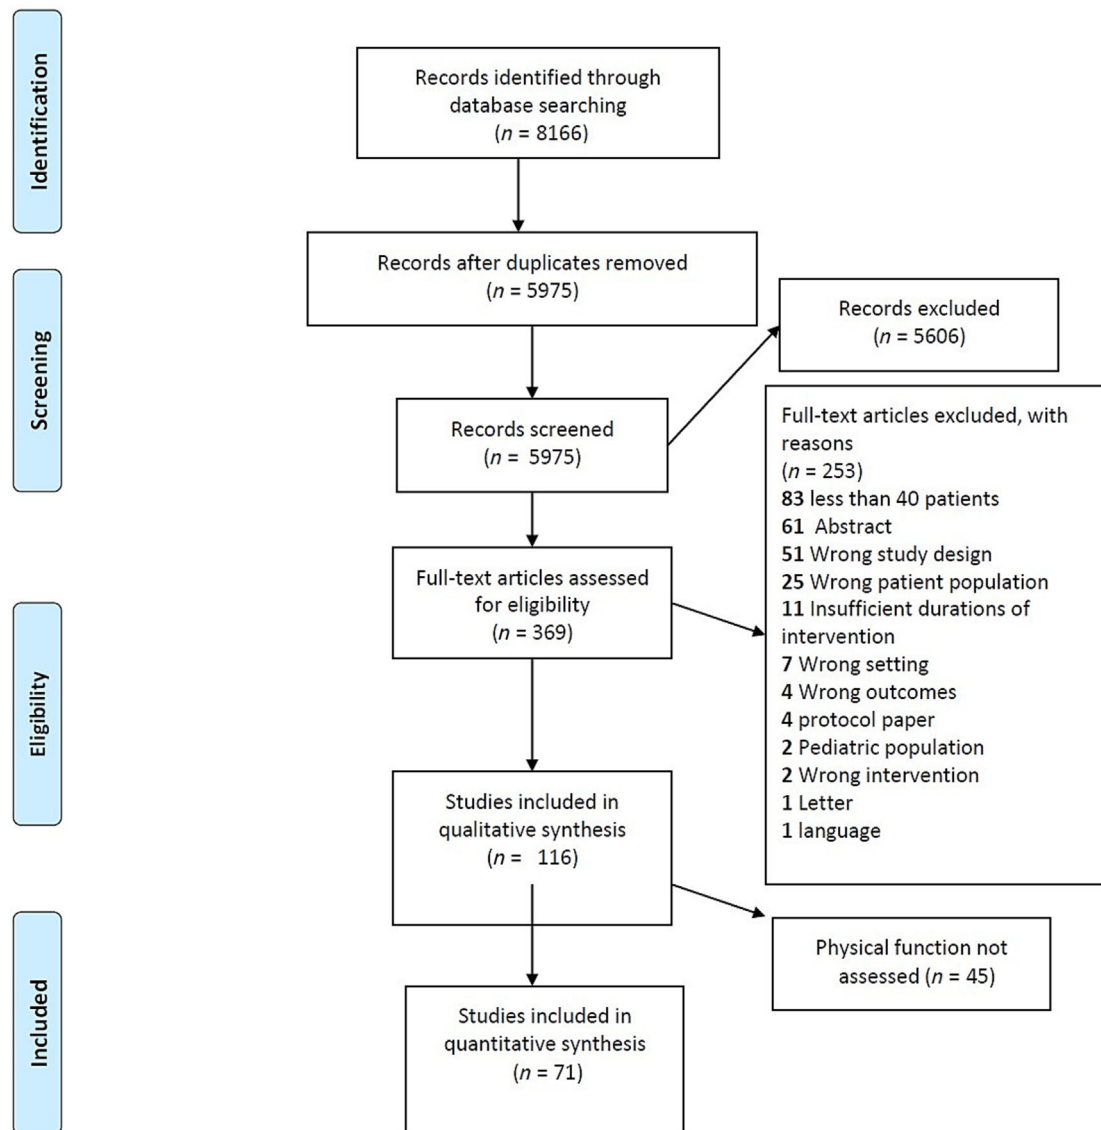 Identification
Records identified through
database searching
(n = 8166)
Records after duplicates removed
(n = 5975)
Screening
Records excluded
(n = 5606)
Records screened
(n = 5975)
Full-text articles excluded, with
reasons
(n = 253)
83 less than 40 patients
61 Abstract
51 Wrong study design
25 Wrong patient population
11 Insufficient durations of
intervention
7 Wrong setting
4 Wrong outcomes
4 protocol paper
2 Pediatric population
2 Wrong intervention
1 Letter
1 language
Full-text articles assessed
for eligibility
(n = 369)
Eligibility
Studies included in
qualitative synthesis
(n = 116)
Physical function not
assessed (n = 45)
Included
Studies included in
quantitative synthesis
(n = 71)